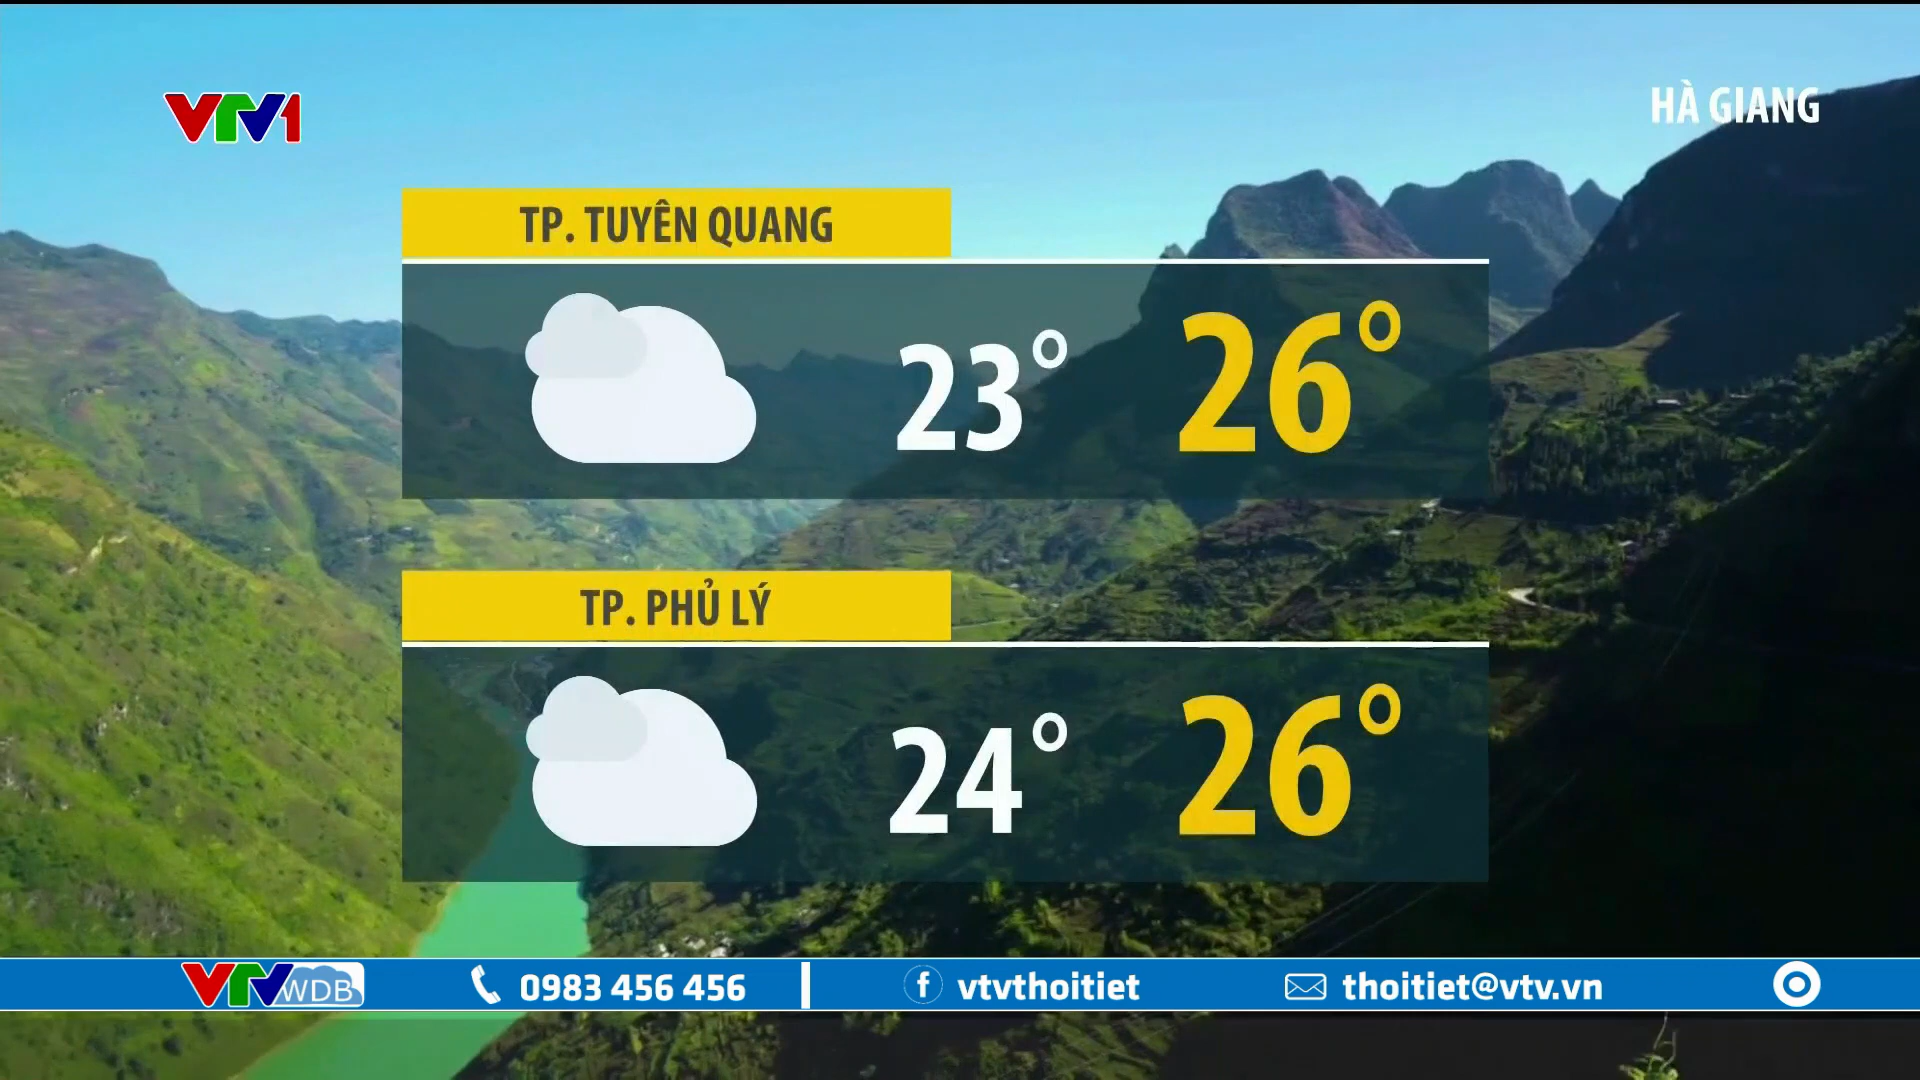 VTV1
HÀ GIANG
TP. TUYÊN QUANG
23° 26°
TP. PHỦ LÝ
24° 26°
VTV WDB 0983 456 456 vtvthoitiet thoitiet@vtv.vn